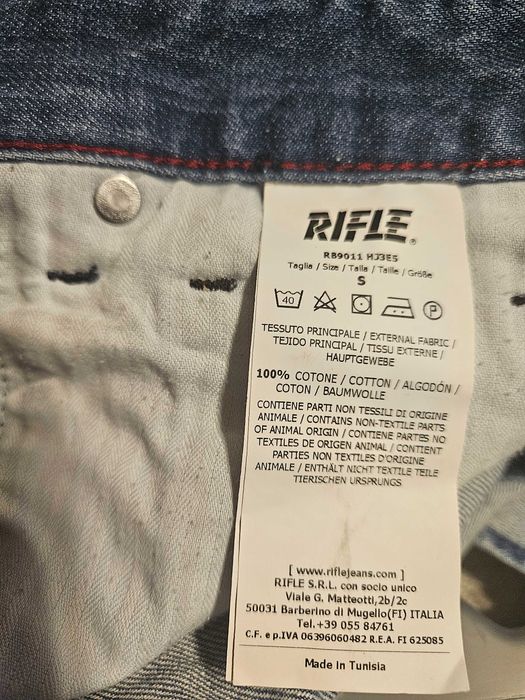 RIFLE®
RB9011 HJ3E5
Taglia / Size / Talla / Taille / Größe
S
40 P
TESSUTO PRINCIPALE / EXTERNAL FABRIC /
TEJIDO PRINCIPAL / TISSU EXTERNE /
HAUPTGEWEBE
100% COTONE / COTTON / ALGODÓN /
COTON / BAUMWOLLE
CONTIENE PARTI NON TESSILI DI ORIGINE
ANIMALE / CONTAINS NON-TEXTILE PARTS
OF ANIMAL ORIGIN / CONTIENE PARTES NO
TEXTILES DE ORIGEN ANIMAL / CONTIENT
PARTIES NON TEXTILES D'ORIGINE
ANIMALE / ENTHÄLT NICHT TEXTILE TEILE
TIERISCHEN URSPRUNGS
[ www.riflejeans.com ]
RIFLE S.R.L. con socio unico
Viale G. Matteotti,2b/2c
50031 Barberino di Mugello(FI) ITALIA
Tel.+39 055 84761
C.F. e p.IVA 06396060482 R.E.A. FI 625085
Made in Tunisia